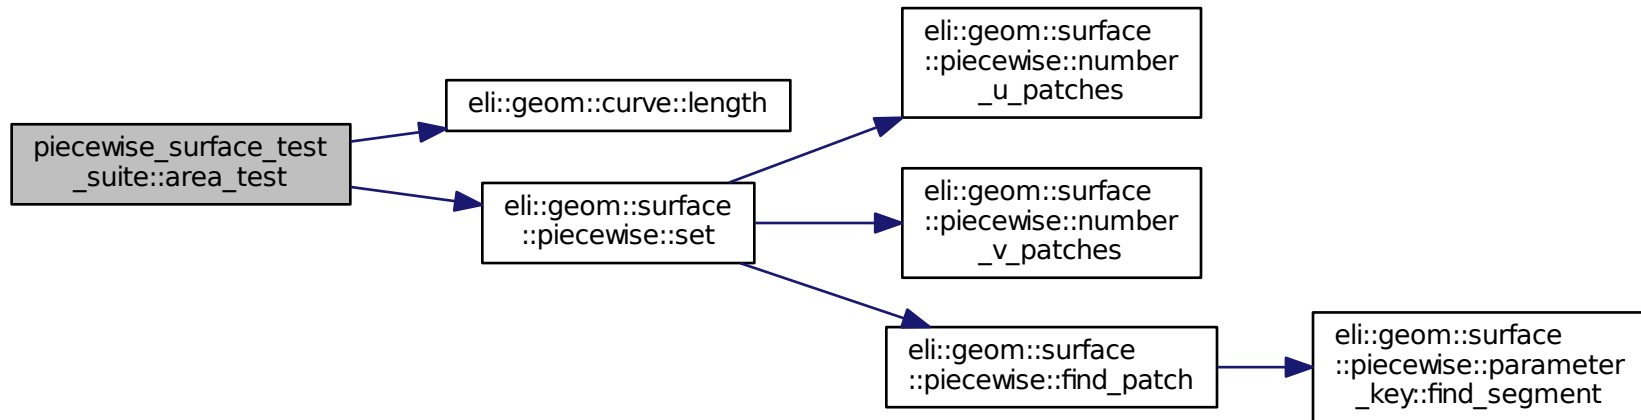 piecewise_surface_test
_suite::area_test
eli::geom::curve::length
eli::geom::surface
::piecewise::set
eli::geom::surface
::piecewise::number
_u_patches
eli::geom::surface
::piecewise::number
_v_patches
eli::geom::surface
::piecewise::find_patch
eli::geom::surface
::piecewise::parameter
_key::find_segment